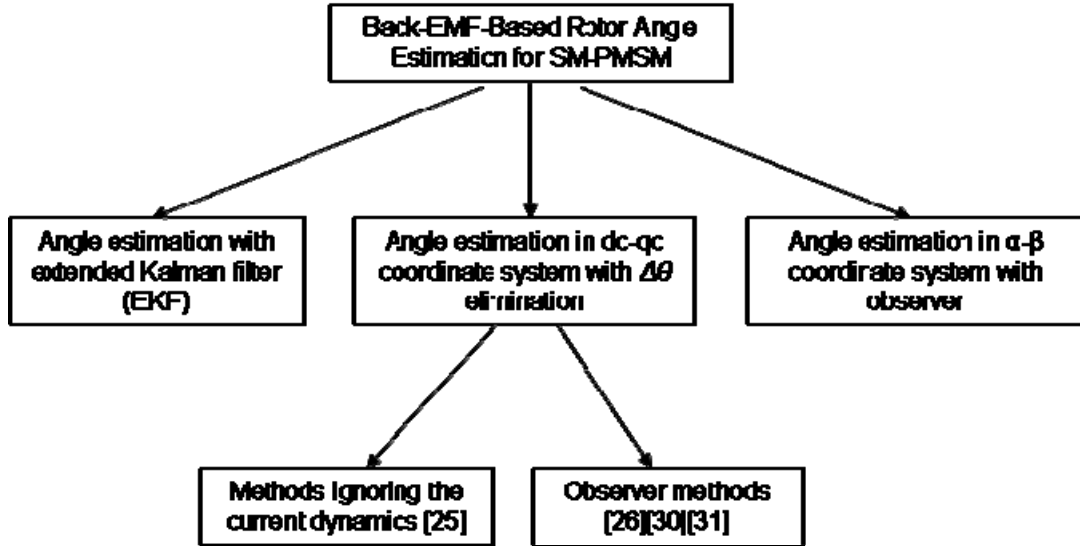 Back-EMF-Based Rotor Angle
Estimation for SM-PMSM
Angle estimation with
extended Kalman filter
(EKF)
Angle estimation in dc-qc
coordinate system with Δθ
elimination
Angle estimation in α-β
coordinate system with
observer
Methods ignoring the
current dynamics [25]
Observer methods
[26][30][31]